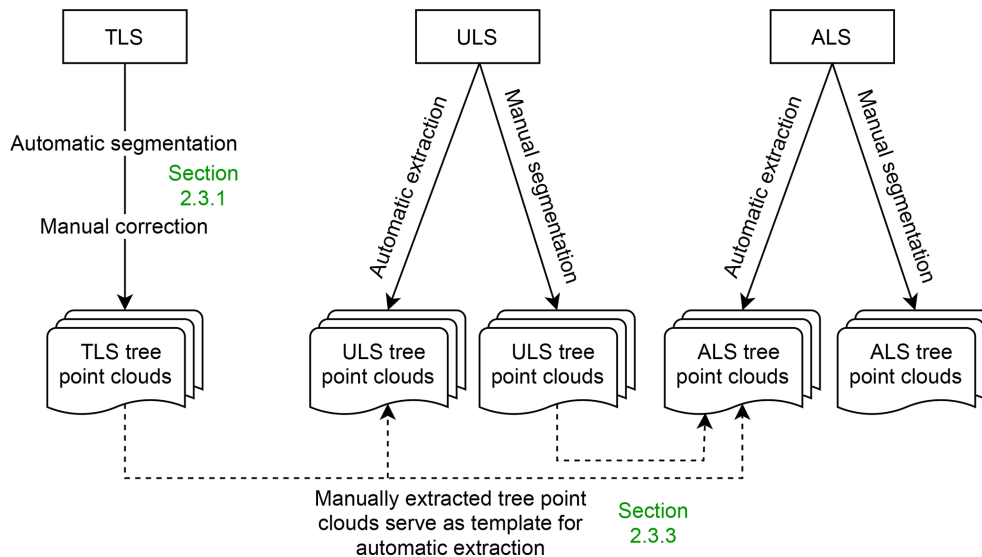 TLS
ULS
ALS
Automatic segmentation
Section
2.3.1
Manual correction
Automatic extraction
Manual segmentation
Automatic extraction
Manual segmentation
TLS tree
point clouds
ULS tree
point clouds
ULS tree
point clouds
ALS tree
point clouds
ALS tree
point clouds
Manually extracted tree point
clouds serve as template for
automatic extraction
Section
2.3.3